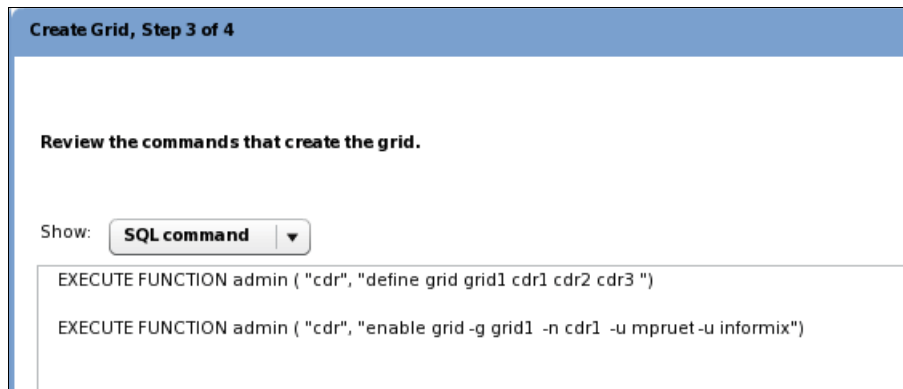 Create Grid, Step 3 of 4
Review the commands that create the grid.
Show: SQL command
EXECUTE FUNCTION admin ( "cdr", "define grid grid1 cdr1 cdr2 cdr3 ")
EXECUTE FUNCTION admin ( "cdr", "enable grid -g grid1 -n cdr1 -u mpruet -u informix")